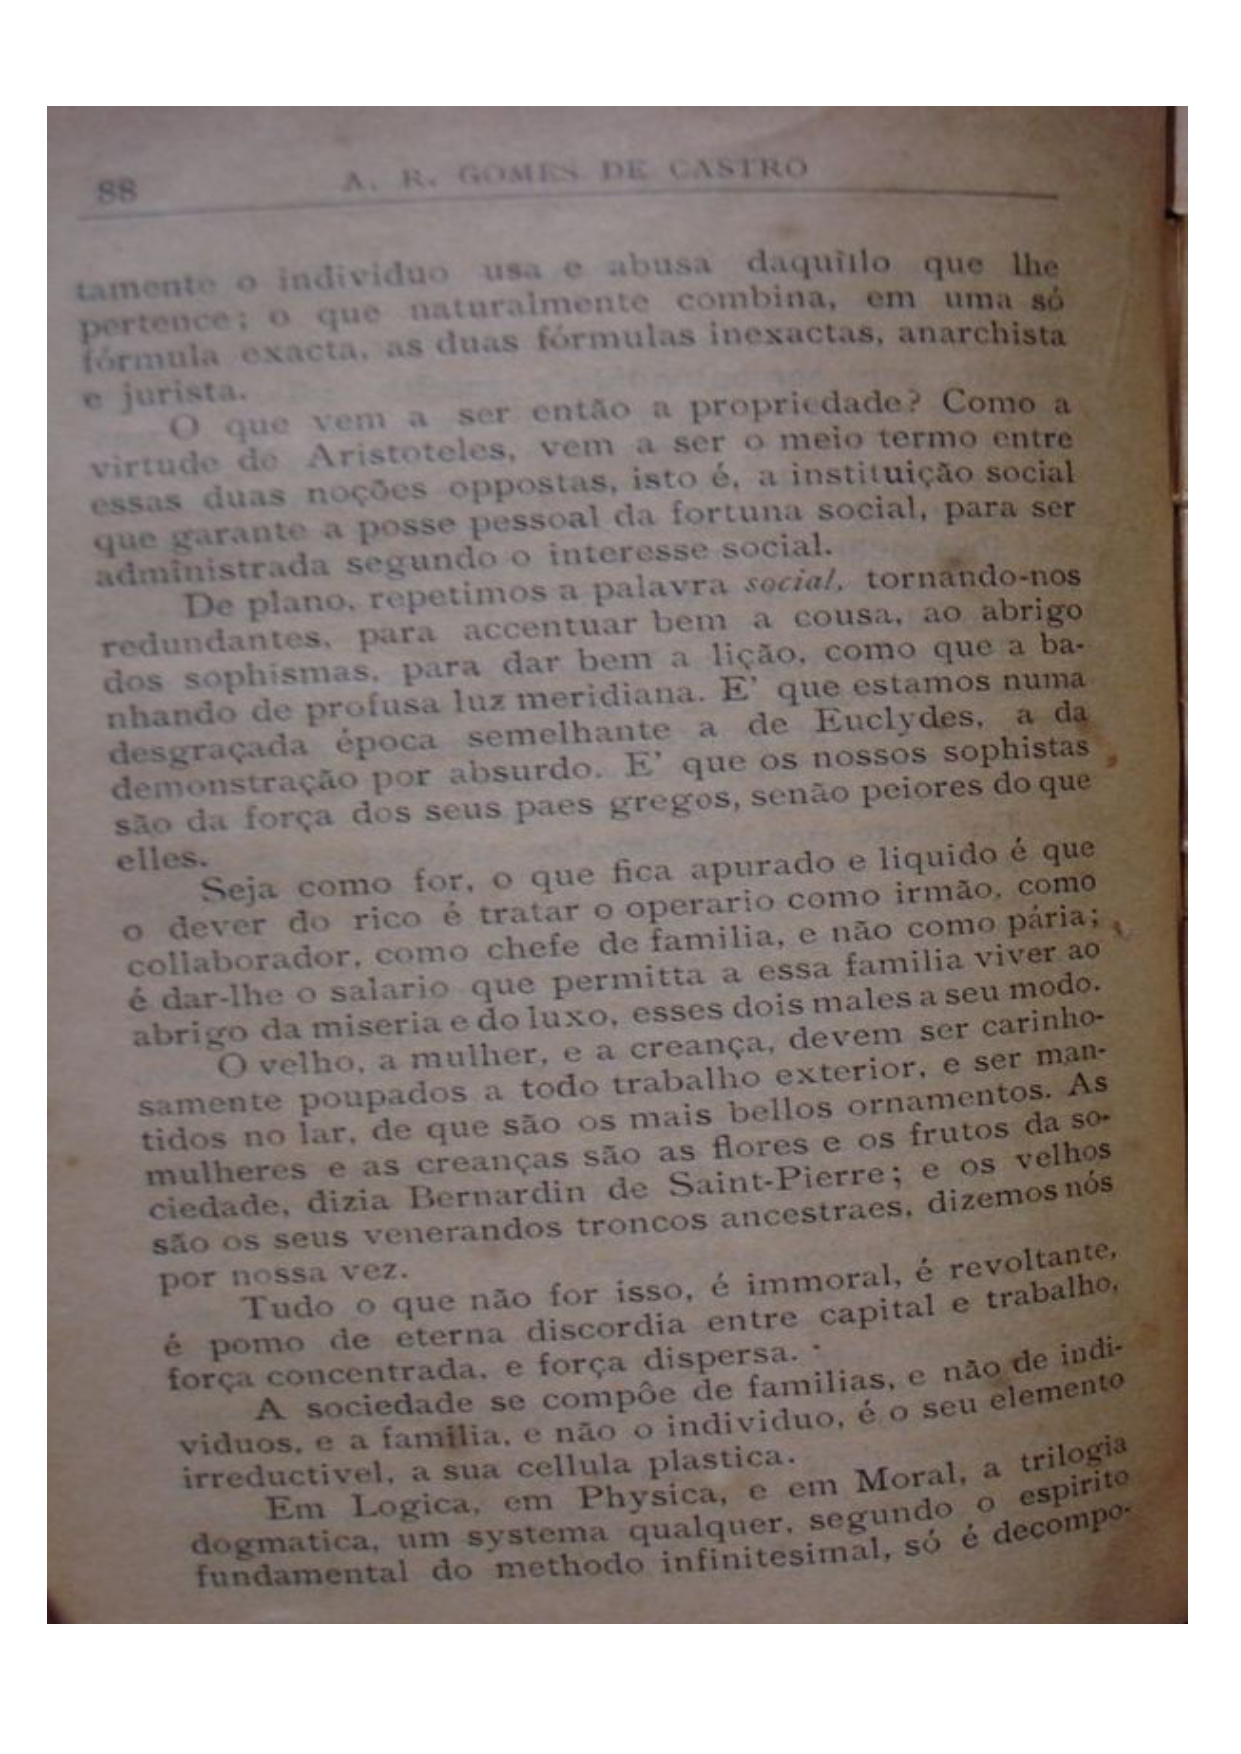 88
A. R. GOMES DE CASTRO
tamente o individuo usa e abusa daquillo que lhe
pertence; o que naturalmente combina, em uma só
fórmula exacta, as duas fórmulas inexactas, anarchista
e jurista.
O que vem a ser então a propriedade? Como a
virtude de Aristoteles, vem a ser o meio termo entre
essas duas noções oppostas, isto é, a instituição social
que garante a posse pessoal da fortuna social, para ser
administrada segundo o interesse social.
De plano, repetimos a palavra social, tornando-nos
redundantes, para accentuar bem a cousa, ao abrigo
dos sophismas, para dar bem a lição, como que a ba-
nhando de profusa luz meridiana. E' que estamos numa
desgraçada época semelhante a de Euclydes, a da
demonstração por absurdo. E' que os nossos sophistas
são da força dos seus paes gregos, senão peiores do que
elles.
Seja como for, o que fica apurado e liquido é que
o dever do rico é tratar o operario como irmão, como
collaborador, como chefe de familia, e não como pária;
é dar-lhe o salario que permitta a essa familia viver ao
abrigo da miseria e do luxo, esses dois males a seu modo.
O velho, a mulher, e a creança, devem ser carinho-
samente poupados a todo trabalho exterior, e ser man-
tidos no lar, de que são os mais bellos ornamentos. As
mulheres e as creanças são as flores e os frutos da so-
ciedade, dizia Bernardin de Saint-Pierre; e os velhos
são os seus venerandos troncos ancestraes, dizemos nós
por nossa vez.
Tudo o que não for isso, é immoral, é revoltante,
é pomo de eterna discordia entre capital e trabalho,
força concentrada, e força dispersa.
A sociedade se compôe de familias, e não de indi-
viduos, e a familia, e não o individuo, é o seu elemento
irreductivel, a sua cellula plastica.
Em Logica, em Physica, e em Moral, a trilogia
dogmatica, um systema qualquer, segundo o espirito
fundamental do methodo infinitesimal, só é decompo-